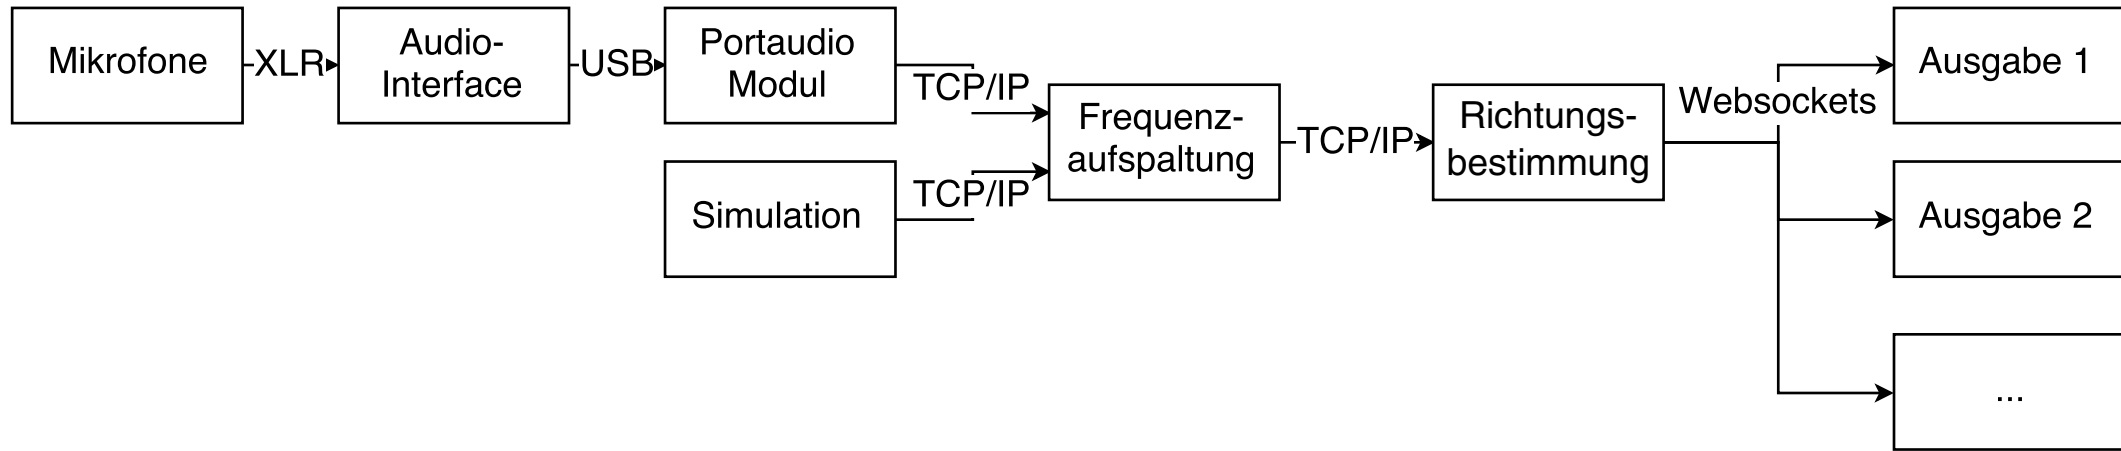 Mikrofone
XLR
Audio-
Interface
USB
Portaudio
Modul
TCP/IP
Simulation
TCP/IP
Frequenz-
aufspaltung
TCP/IP
Richtungs-
bestimmung
Websockets
Ausgabe 1
Ausgabe 2
...